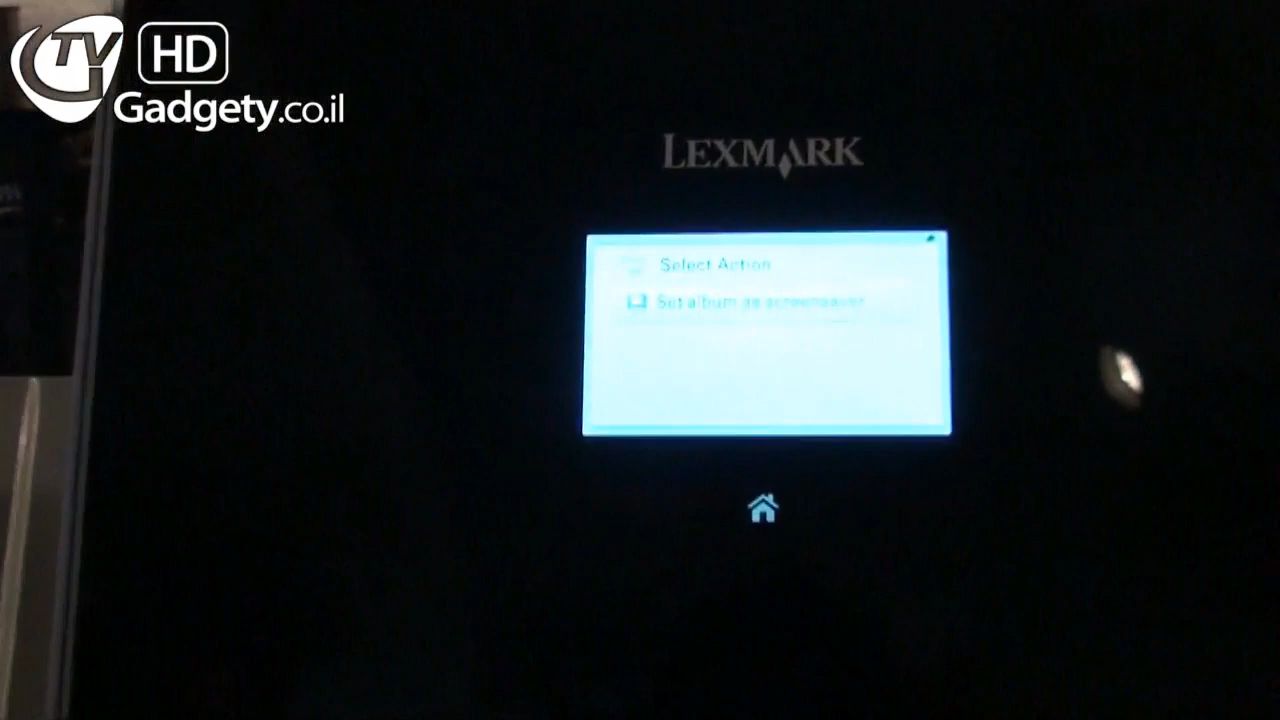 TV
HD
Gadgety.co.il
LEXMARK
Select Action
Set album as screensaver